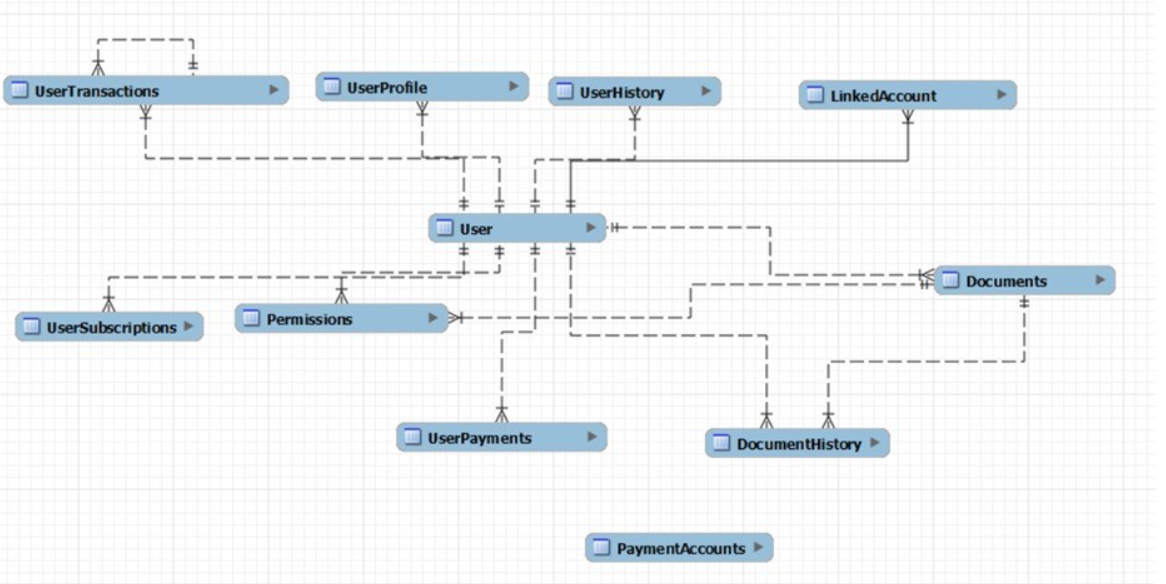 UserTransactions
UserProfile
UserHistory
LinkedAccount
User
Documents
UserSubscriptions
Permissions
UserPayments
DocumentHistory
PaymentAccounts